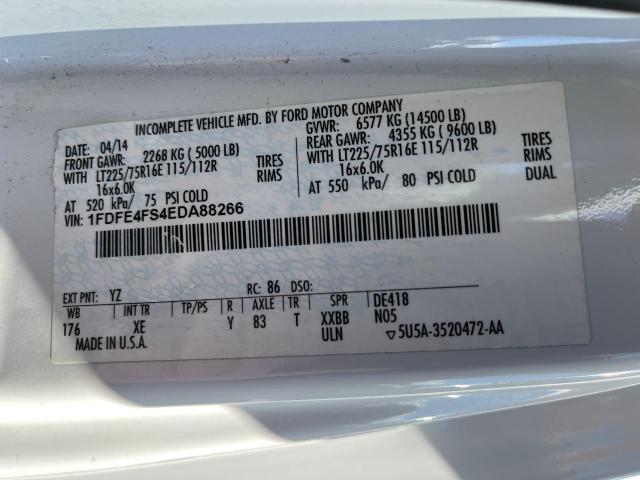 INCOMPLETE VEHICLE MFD. BY FORD MOTOR COMPANY
DATE: 04/14 GVWR: 6577 KG (14500 LB)
FRONT GAWR: 2268 KG (5000 LB) REAR GAWR: 4355 KG (9600 LB)
WITH LT225/75R16E 115/112R TIRES WITH LT225/75R16E 115/112R TIRES
16x6.0K RIMS 16x6.0K RIMS
AT 520 kPa/ 75 PSI COLD AT 550 kPa/ 80 PSI COLD DUAL
VIN: 1FDFE4FS4EDA88266
EXT PNT: YZ RC: 86 DSO:
WB INT TR TP/PS R AXLE TR SPR DE418
176 XE Y 83 T XXBB N05
MADE IN U.S.A. ULN ▽5U5A-3520472-AA